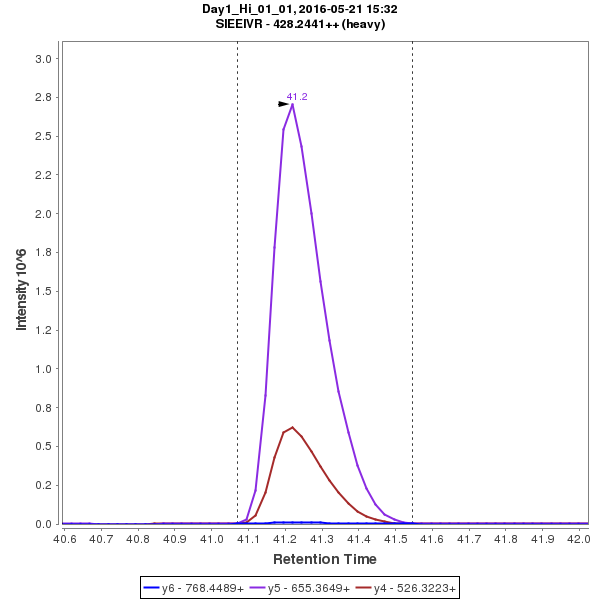 Day1_Hi_01_01, 2016-05-21 15:32
SIEEIVR - 428.2441++ (heavy)
3.0
2.8
2.5
2.2
2.0
1.8
1.5
1.2
1.0
0.8
0.5
0.2
0.0
Intensity 10^6
41.2
40.6 40.7 40.8 40.9 41.0 41.1 41.2 41.3 41.4 41.5 41.6 41.7 41.8 41.9 42.0
Retention Time
y6 - 768.4489+ y5 - 655.3649+ y4 - 526.3223+